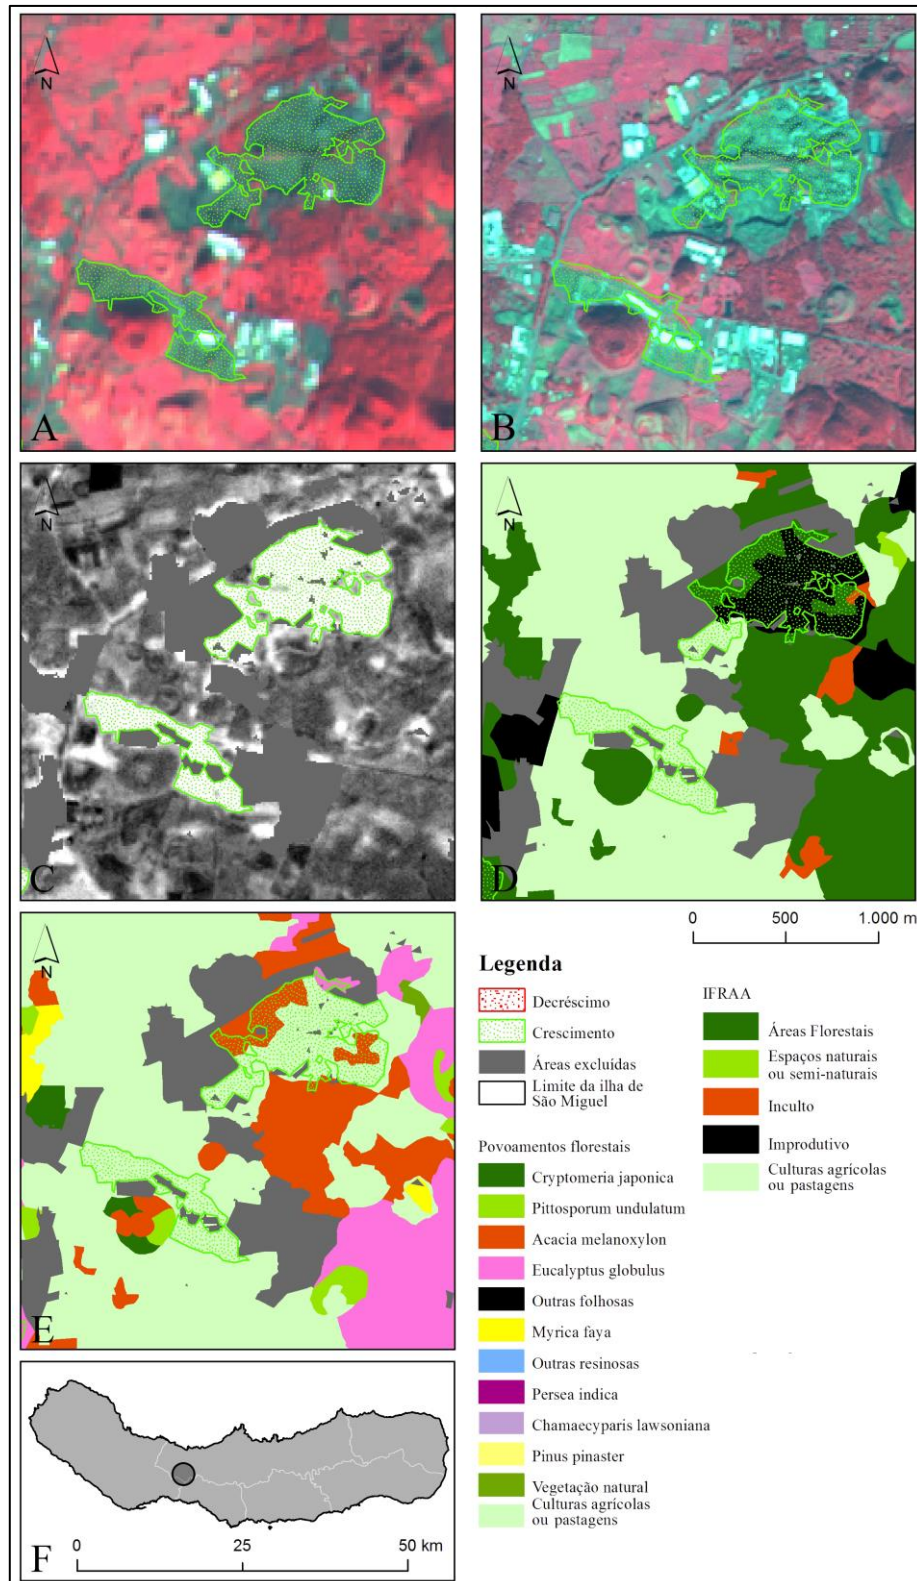 N
A
N
B
N
C
N
D
0 500 1.000 m
N
E
Legenda
Decréscimo
Crescimento
Áreas excluídas
Limite da ilha de
São Miguel
Povoamentos florestais
Cryptomeria japonica
Pittosporum undulatum
Acacia melanoxylon
Eucalyptus globulus
Outras folhosas
Myrica faya
Outras resinosas
Persea indica
Chamaecyparis lawsoniana
Pinus pinaster
Vegetação natural
Culturas agrícolas
ou pastagens
IFRAA
Áreas Florestais
Espaços naturais
ou semi-naturais
Inculto
Improdutivo
Culturas agrícolas
ou pastagens
F
0 25 50 km